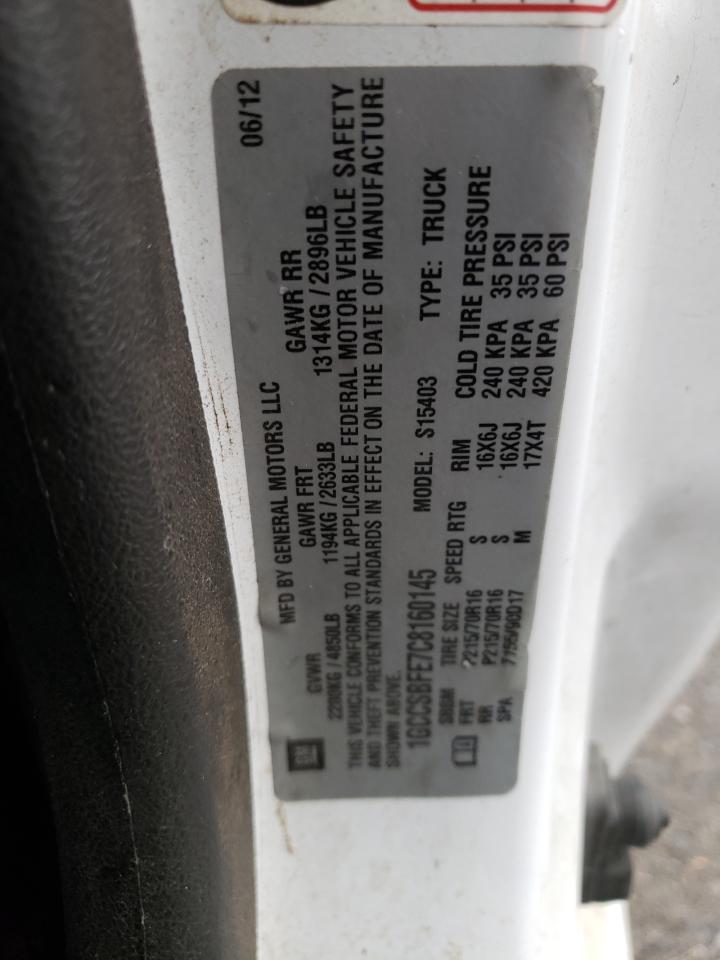 MFD BY GENERAL MOTORS LLC 06/12
GVWR GAWR FRT GAWR RR
2200KG / 4850LB 1194KG / 2633LB 1314KG / 2896LB
THIS VEHICLE CONFORMS TO ALL APPLICABLE FEDERAL MOTOR VEHICLE SAFETY
AND THEFT PREVENTION STANDARDS IN EFFECT ON THE DATE OF MANUFACTURE
SHOWN ABOVE.
1GCCSBFE7C8160145 MODEL: S15403 TYPE: TRUCK
SBGM TIRE SIZE SPEED RTG RIM COLD TIRE PRESSURE
FRT P215/70R16 S 16X6J 240 KPA 35 PSI
RR P215/70R16 S 16X6J 240 KPA 35 PSI
SPA 7755/90D17 M 17X4T 420 KPA 60 PSI
GM